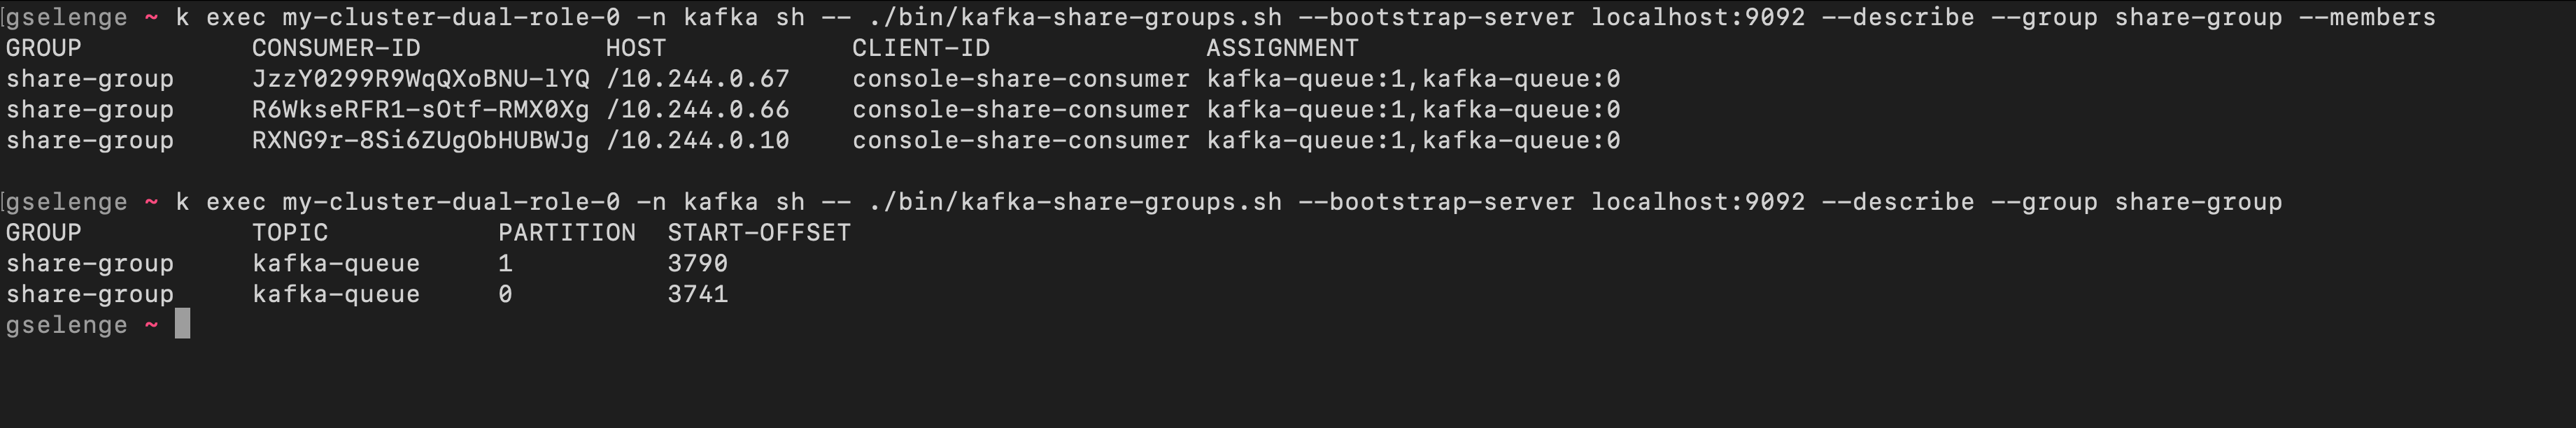 [gselenge ~ k exec my-cluster-dual-role-0 -n kafka sh -- ./bin/kafka-share-groups.sh --bootstrap-server localhost:9092 --describe --group share-group --members
GROUP CONSUMER-ID HOST CLIENT-ID ASSIGNMENT
share-group JzzY0299R9WqQXoBNU-lYQ /10.244.0.67 console-share-consumer kafka-queue:1,kafka-queue:0
share-group R6WkseRFR1-sOtf-RMX0Xg /10.244.0.66 console-share-consumer kafka-queue:1,kafka-queue:0
share-group RXNG9r-8Si6ZUgObHUBWJg /10.244.0.10 console-share-consumer kafka-queue:1,kafka-queue:0
[gselenge ~ k exec my-cluster-dual-role-0 -n kafka sh -- ./bin/kafka-share-groups.sh --bootstrap-server localhost:9092 --describe --group share-group
GROUP TOPIC PARTITION START-OFFSET
share-group kafka-queue 1 3790
share-group kafka-queue 0 3741
gselenge ~